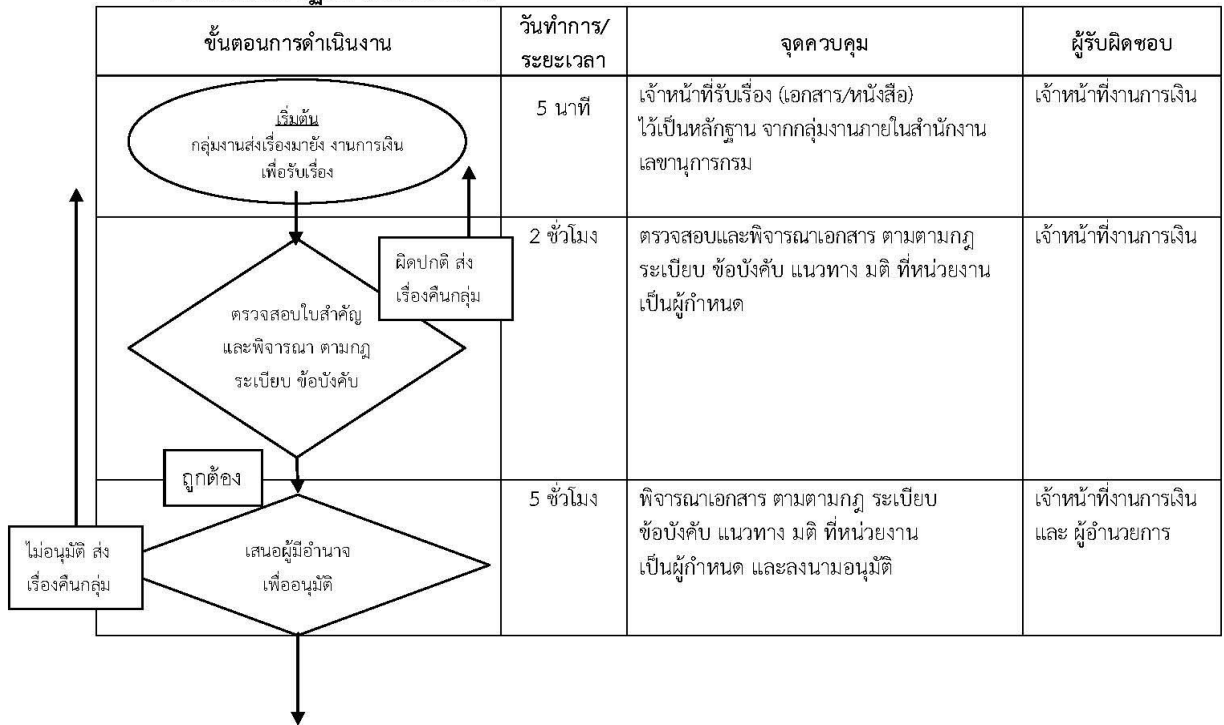 ขั้นตอนการดำเนินงาน
วันทำการ/
ระยะเวลา
จุดควบคุม
ผู้รับผิดชอบ
เริ่มต้น
กลุ่มงานส่งเรื่องมายัง งานการเงิน
เพื่อรับเรื่อง
5 นาที
เจ้าหน้าที่รับเรื่อง (เอกสาร/หนังสือ)
ไว้เป็นหลักฐาน จากกลุ่มงานภายในสำนักงาน
เลขานุการกรม
เจ้าหน้าที่งานการเงิน
ผิดปกติ ส่ง
เรื่องคืนกลุ่ม
ตรวจสอบใบสำคัญ
และพิจารณา ตามกฎ
ระเบียบ ข้อบังคับ
2 ชั่วโมง
ตรวจสอบและพิจารณาเอกสาร ตามตามกฎ
ระเบียบ ข้อบังคับ แนวทาง มติ ที่หน่วยงาน
เป็นผู้กำหนด
เจ้าหน้าที่งานการเงิน
ถูกต้อง
ไม่อนุมัติ ส่ง
เรื่องคืนกลุ่ม
เสนอผู้มีอำนาจ
เพื่ออนุมัติ
5 ชั่วโมง
พิจารณาเอกสาร ตามตามกฎ ระเบียบ
ข้อบังคับ แนวทาง มติ ที่หน่วยงาน
เป็นผู้กำหนด และลงนามอนุมัติ
เจ้าหน้าที่งานการเงิน
และ ผู้อำนวยการ